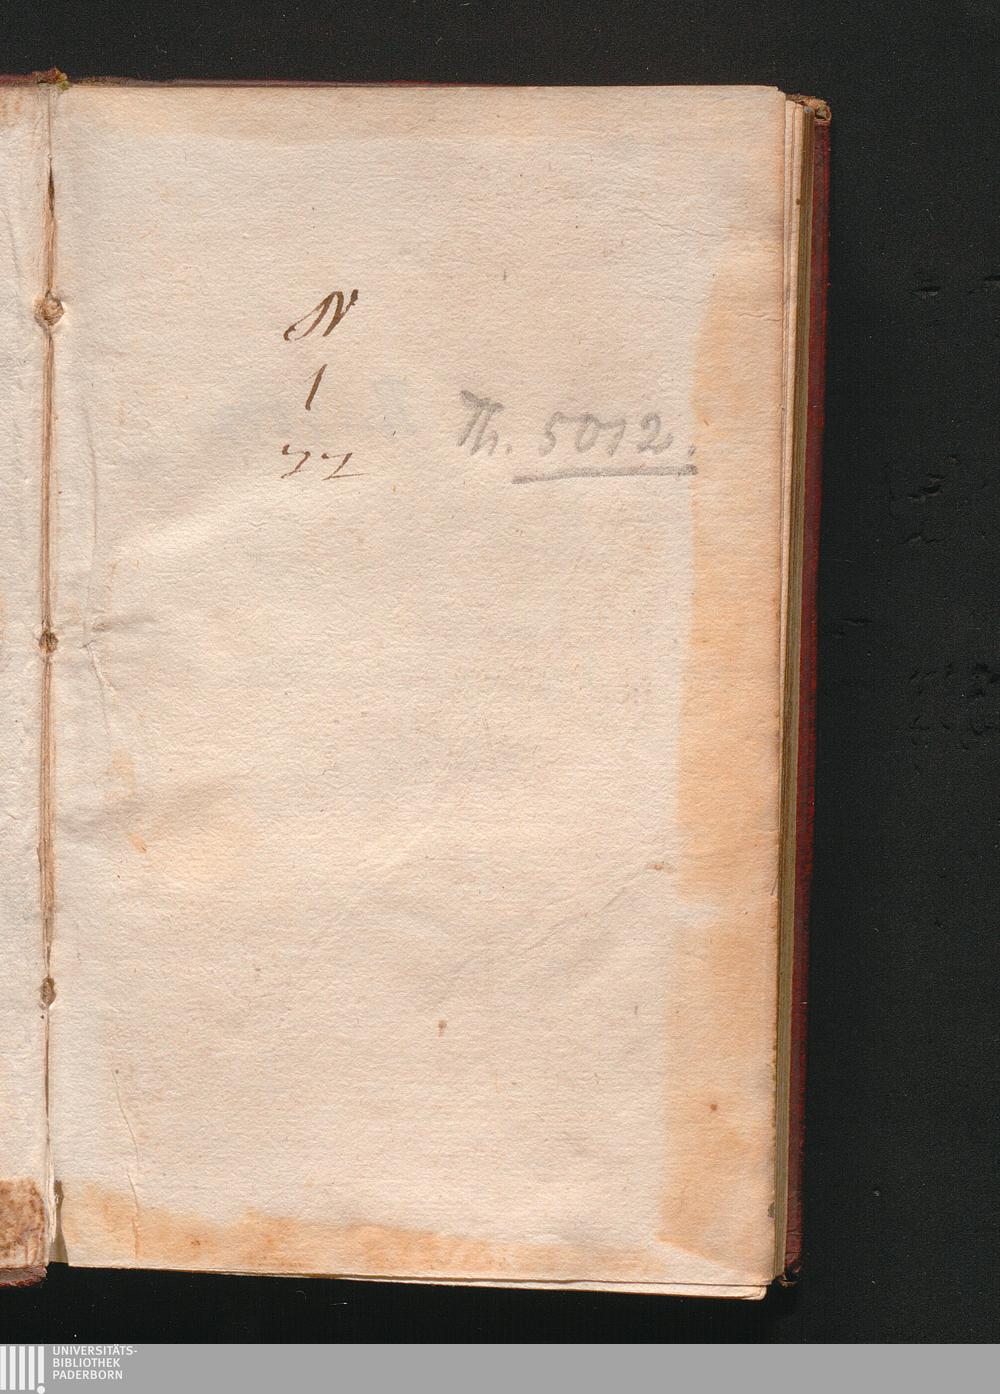 N
1
77
Th. 5012.
UNIVERSITÄTS-
BIBLIOTHEK
PADERBORN